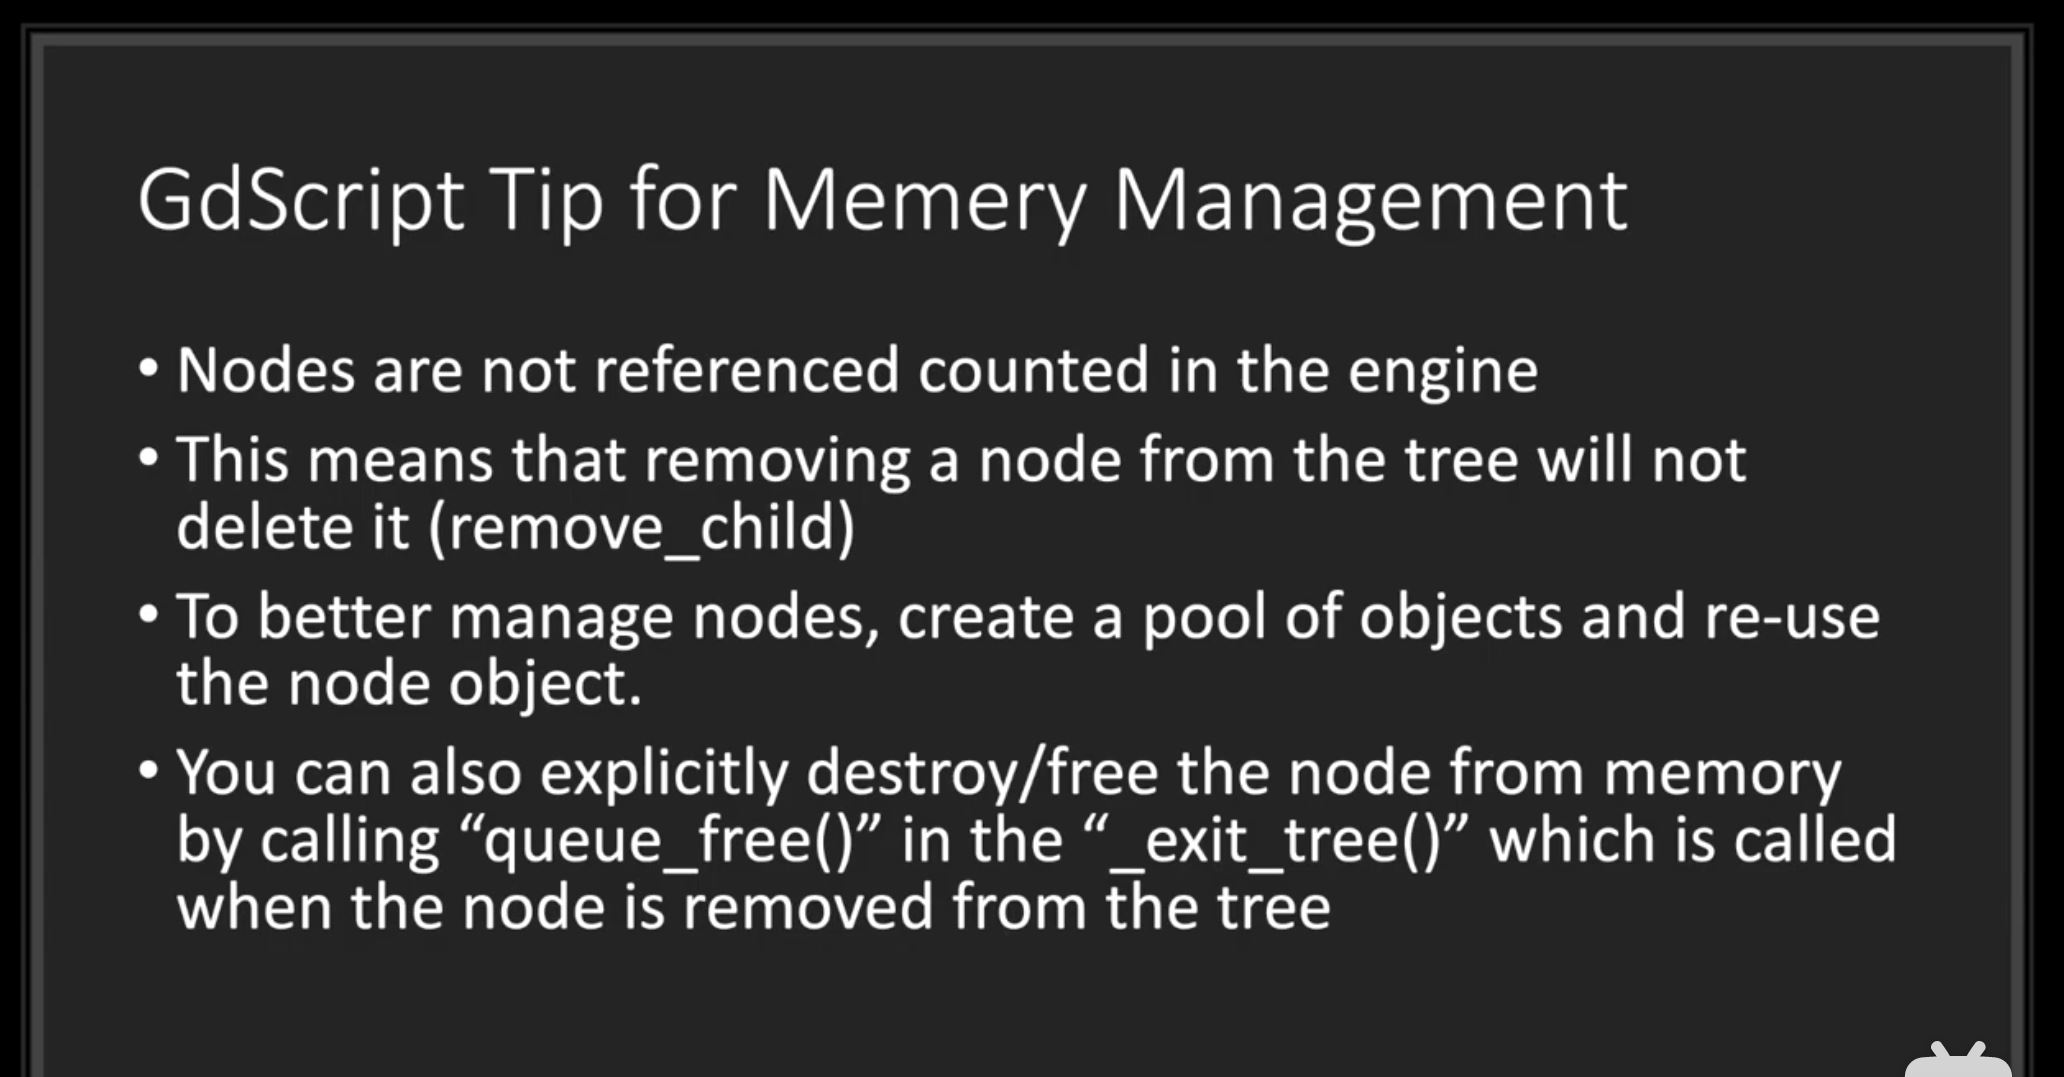 GdScript Tip for Memery Management
• Nodes are not referenced counted in the engine
• This means that removing a node from the tree will not
delete it (remove_child)
• To better manage nodes, create a pool of objects and re-use
the node object.
• You can also explicitly destroy/free the node from memory
by calling “queue_free()” in the “_exit_tree()” which is called
when the node is removed from the tree